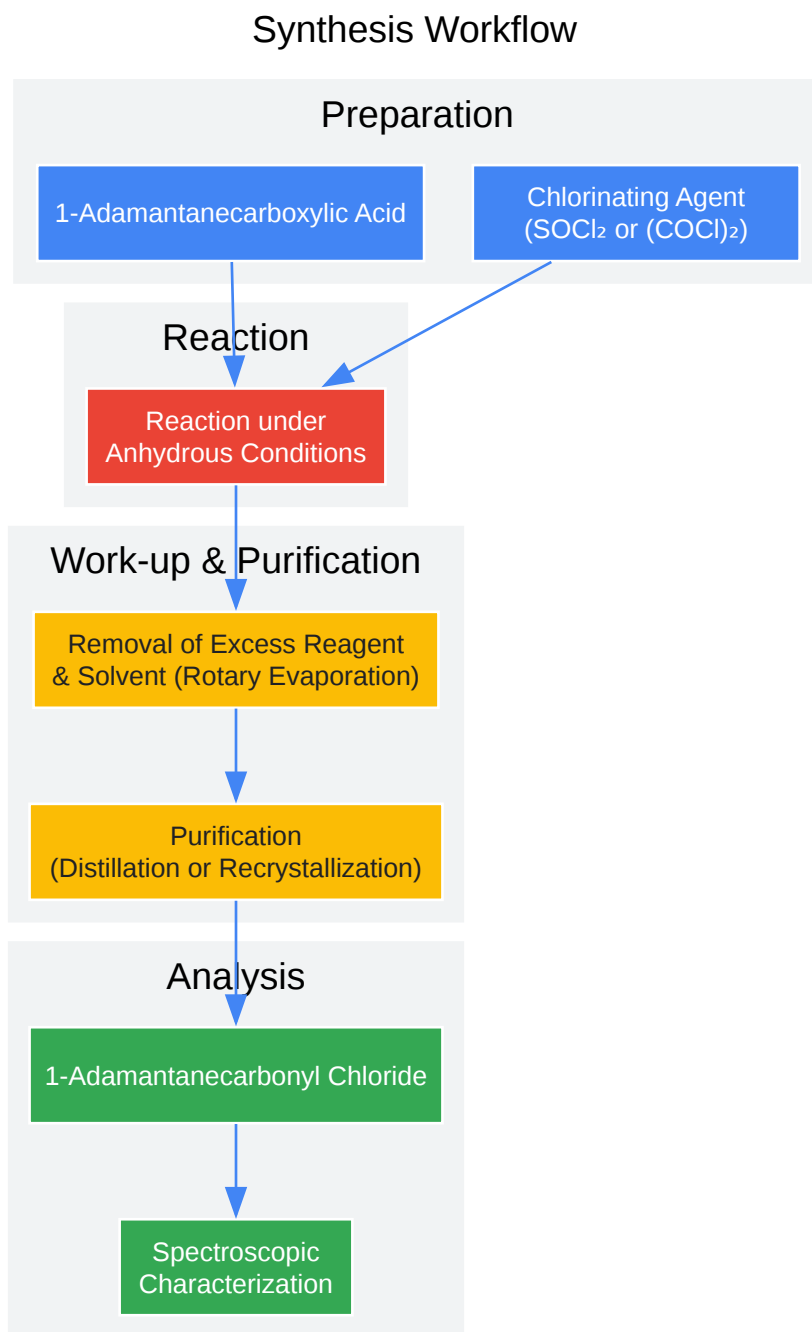 Synthesis Workflow
Preparation
1-Adamantanecarboxylic Acid
Chlorinating Agent
(SOCl₂ or (COCl)₂)
Reaction
Reaction under
Anhydrous Conditions
Work-up & Purification
Removal of Excess Reagent
& Solvent (Rotary Evaporation)
Purification
(Distillation or Recrystallization)
Analysis
1-Adamantanecarbonyl Chloride
Spectroscopic
Characterization